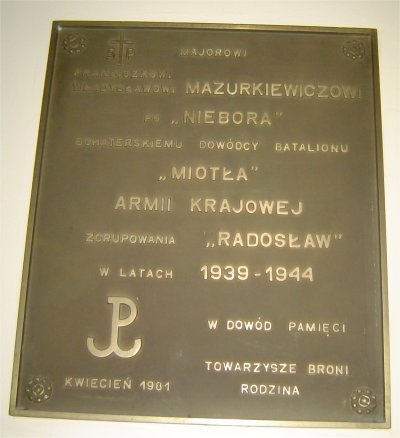 Ś P
MAJOROWI
FRANCISZKOWI
WŁADYSŁAWOWI MAZURKIEWICZOWI
PS „NIEBORA”
BOHATERSKIEMU DOWÓDCY BATALIONU
„MIOTŁA”
ARMII KRAJOWEJ
ZGRUPOWANIA „RADOSŁAW”
W LATACH 1939-1944
W DOWÓD PAMIĘCI
TOWARZYSZE BRONI
KWIECIEŃ 1981 RODZINA